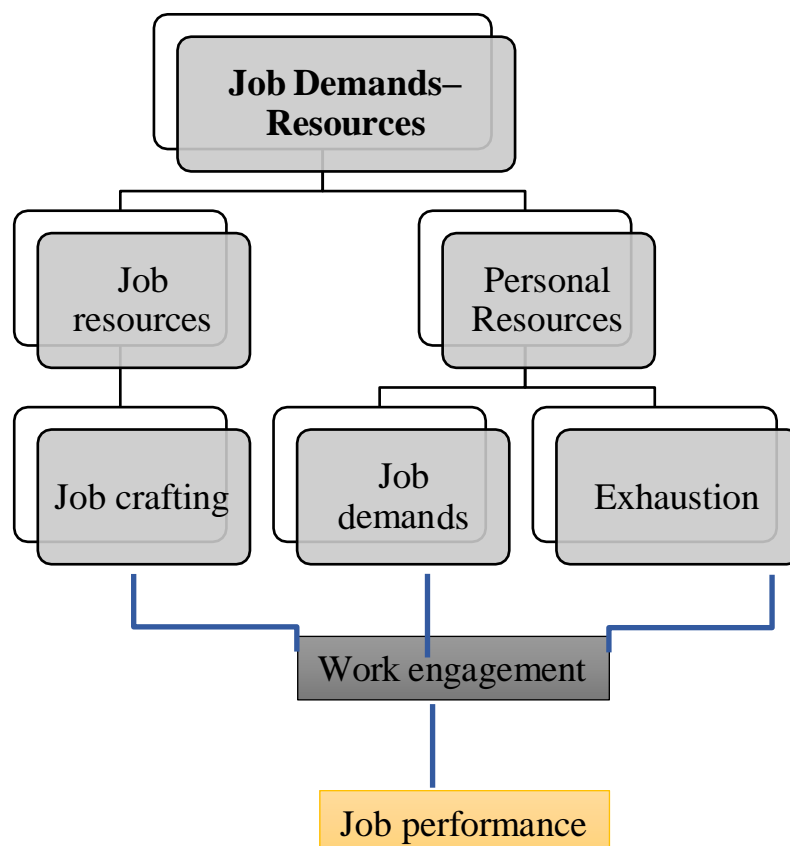 Job Demands–
Resources
Job
resources
Personal
Resources
Job crafting
Job
demands
Exhaustion
Work engagement
Job performance